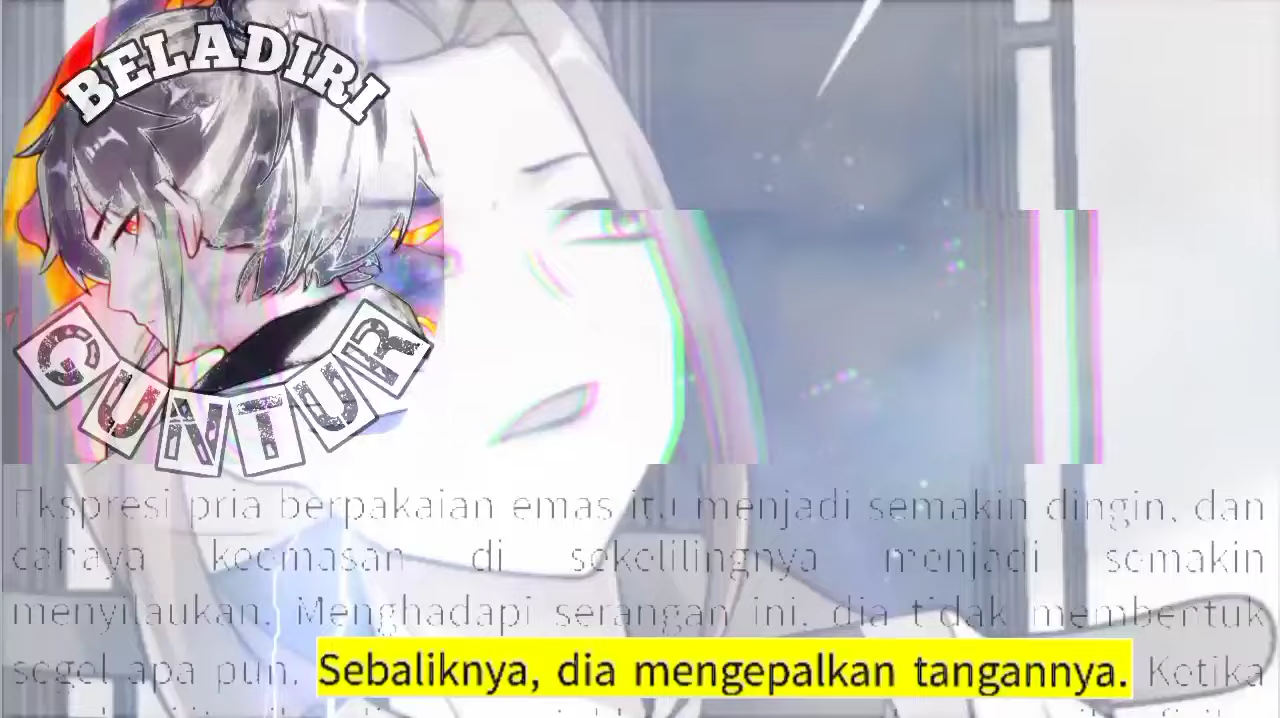 BELADIRI
GUNTUR
Ekspresi pria berpakaian emas itu menjadi semakin dingin, dan
cahaya keemasan di sekelilingnya menjadi semakin
menyilaukan. Menghadapi serangan ini, dia tidak membentuk
segel apa pun. Sebaliknya, dia mengepalkan tangannya. Ketika